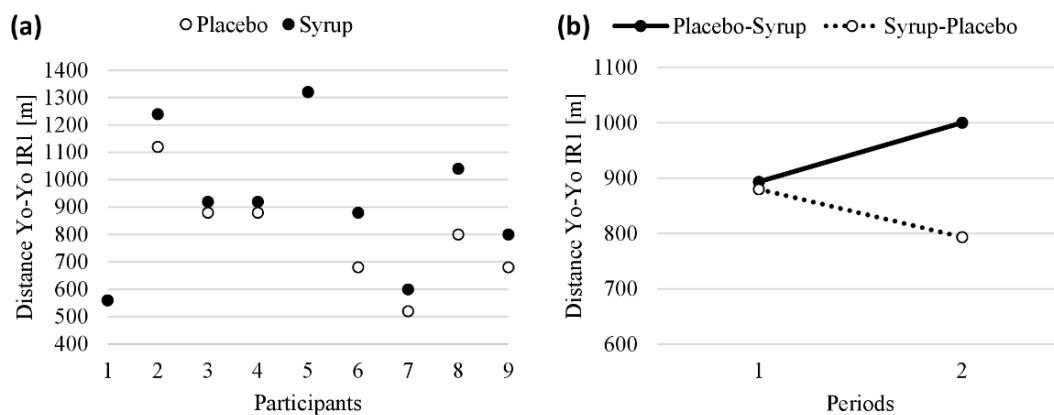 (a)
Placebo Syrup
Distance Yo-Yo IR1 [m]
1400
1300
1200
1100
1000
900
800
700
600
500
400
1 2 3 4 5 6 7 8 9
Participants
(b)
Placebo-Syrup Syrup-Placebo
Distance Yo-Yo IR1 [m]
1100
1000
900
800
700
600
1 2
Periods